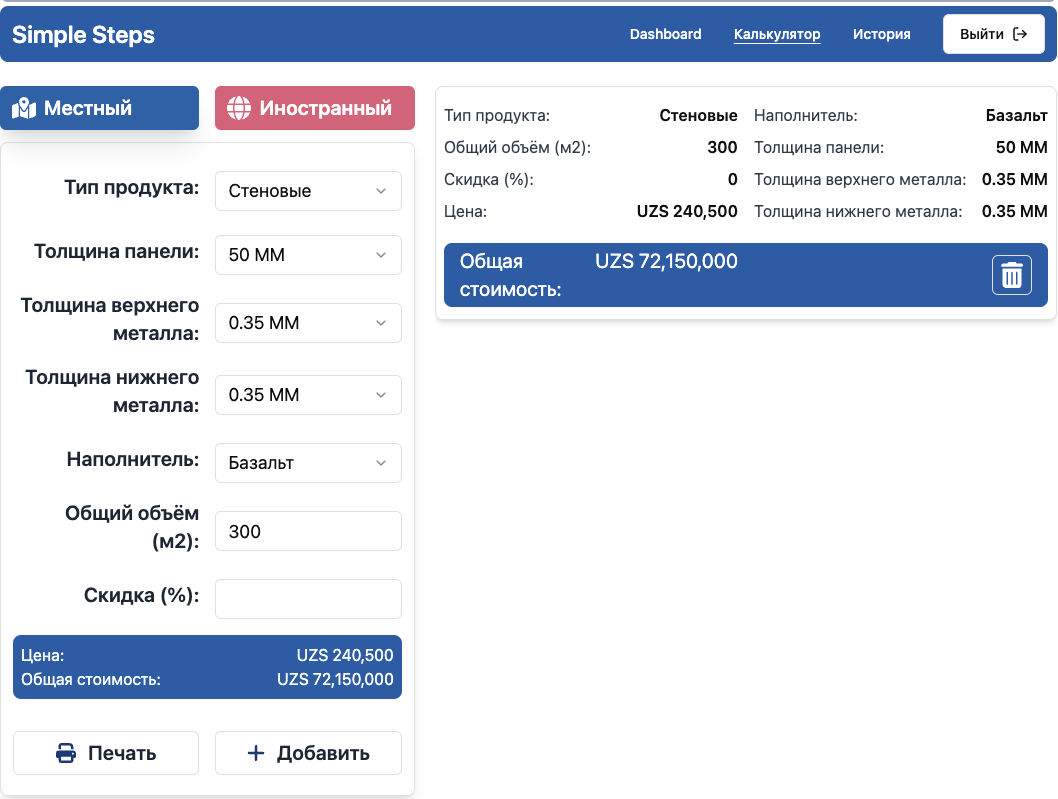 Simple Steps
Dashboard
Калькулятор
История
Выйти
Местный
Иностранный
Тип продукта:
Стеновые
Толщина панели:
50 ММ
Толщина верхнего
металла:
0.35 ММ
Толщина нижнего
металла:
0.35 ММ
Наполнитель:
Базальт
Общий объём
(м2):
300
Скидка (%):
Цена:
UZS 240,500
Общая стоимость:
UZS 72,150,000
Печать
Добавить
Тип продукта:
Стеновые
Наполнитель:
Базальт
Общий объём (м2):
300
Толщина панели:
50 ММ
Скидка (%):
0
Толщина верхнего металла:
0.35 ММ
Цена:
UZS 240,500
Толщина нижнего металла:
0.35 ММ
Общая
стоимость:
UZS 72,150,000